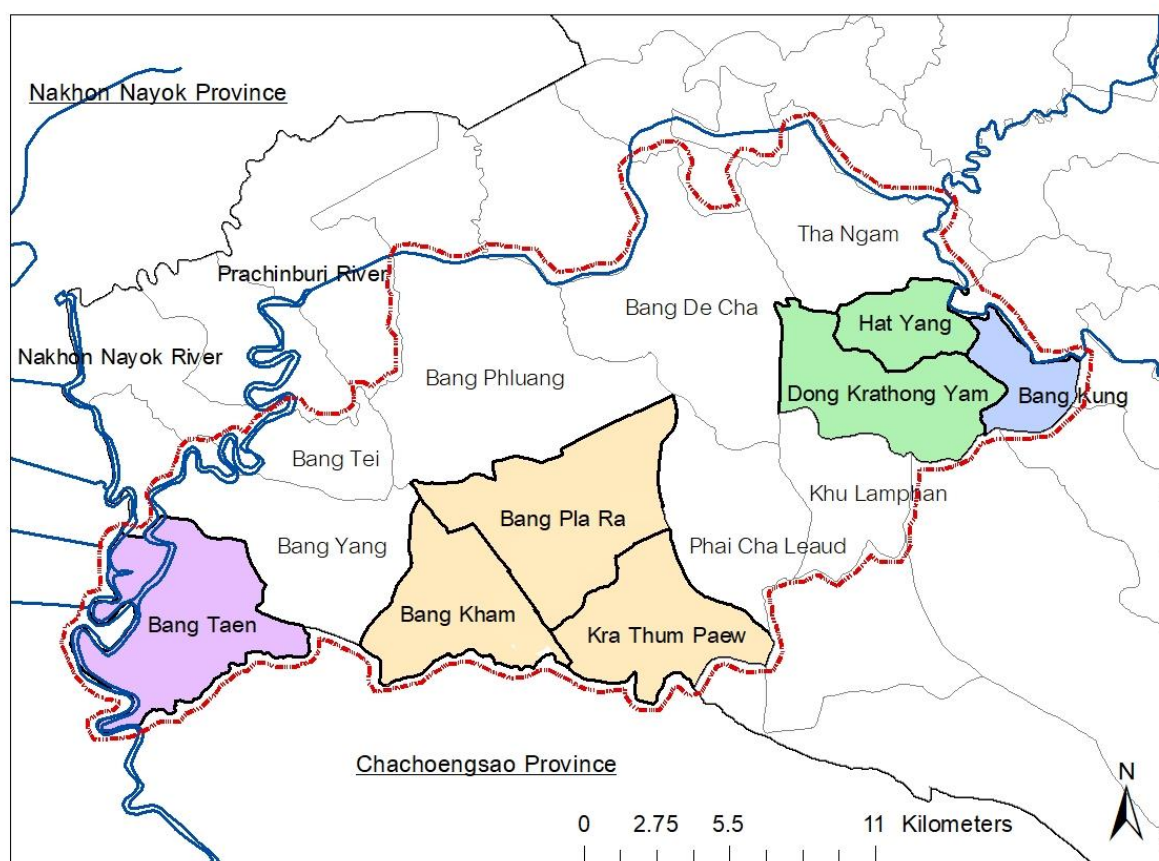 Nakhon Nayok Province
Tha Ngam
Prachinburi River
Bang De Cha
Hat Yang
Nakhon Nayok River
Bang Phluang
Dong Krathong Yam
Bang Kung
Bang Tei
Khu Lamphan
Bang Pla Ra
Bang Yang
Phai Cha Leaud
Bang Kham
Bang Taen
Kra Thum Paew
Chachoengsao Province
N
0 2.75 5.5 11 Kilometers